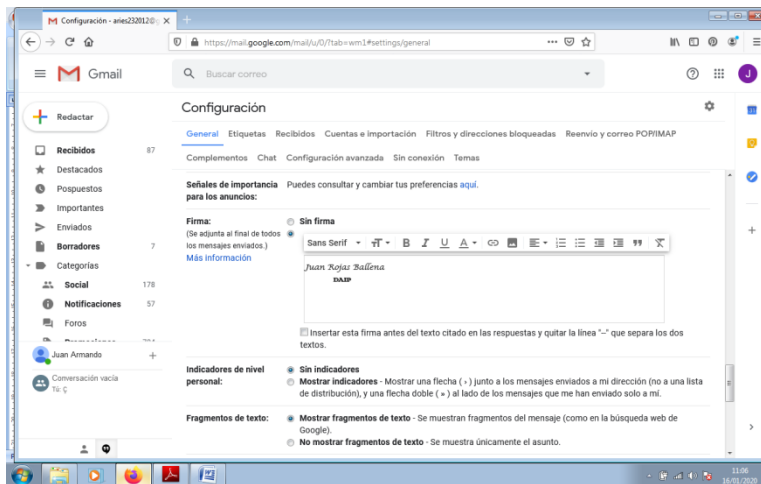 Configuración - aries232012@
https://mail.google.com/mail/u/0/?tab=wm1#settings/general
Gmail
Buscar correo
J
Redactar
Recibidos 87
Destacados
Pospuestos
Importantes
Enviados
Borradores 7
Categorías
Social 178
Notificaciones 57
Foros
Juan Armando
Conversación vacía
Tú: Ç
Configuración
General Etiquetas Recibidos Cuentas e importación Filtros y direcciones bloqueadas Reenvío y correo POP/IMAP
Complementos Chat Configuración avanzada Sin conexión Temas
Señales de importancia para los anuncios: Puedes consultar y cambiar tus preferencias aquí.
Firma:
(Se adjunta al final de todos
los mensajes enviados.)
Más información
Sin firma
Sans Serif
Juan Rojas Ballena
DAIP
Insertar esta firma antes del texto citado en las respuestas y quitar la línea "--" que separa los dos
textos.
Indicadores de nivel
personal:
Sin indicadores
Mostrar indicadores - Mostrar una flecha ( › ) junto a los mensajes enviados a mi dirección (no a una lista
de distribución), y una flecha doble ( » ) al lado de los mensajes que me han enviado solo a mí.
Fragmentos de texto:
Mostrar fragmentos de texto - Se muestran fragmentos del mensaje (como en la búsqueda web de
Google).
No mostrar fragmentos de texto - Se muestra únicamente el asunto.
11:06
16/01/2020